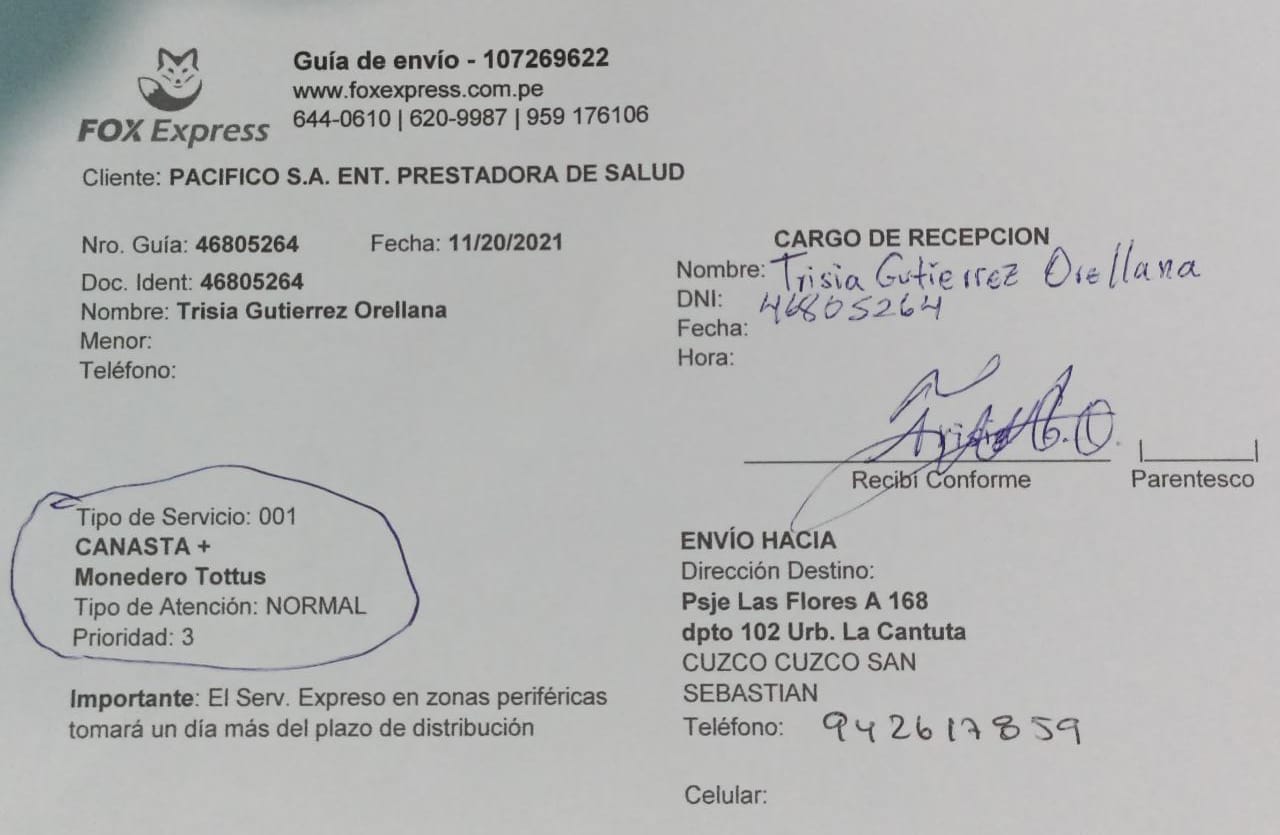 FOX Express
Guía de envío - 107269622
www.foxexpress.com.pe
644-0610 | 620-9987 | 959 176106
Cliente: PACIFICO S.A. ENT. PRESTADORA DE SALUD
Nro. Guía: 46805264 Fecha: 11/20/2021
Doc. Ident: 46805264
Nombre: Trisia Gutierrez Orellana
Menor:
Teléfono:
CARGO DE RECEPCION
Nombre: Trisia Gutierrez Orellana
DNI: 46805264
Fecha:
Hora:
Trisia G.O.
Recibí Conforme
Parentesco
Tipo de Servicio: 001
CANASTA +
Monedero Tottus
Tipo de Atención: NORMAL
Prioridad: 3
Importante: El Serv. Expreso en zonas periféricas
tomará un día más del plazo de distribución
ENVÍO HACIA
Dirección Destino:
Psje Las Flores A 168
dpto 102 Urb. La Cantuta
CUZCO CUZCO SAN
SEBASTIAN
Teléfono: 942617859
Celular: